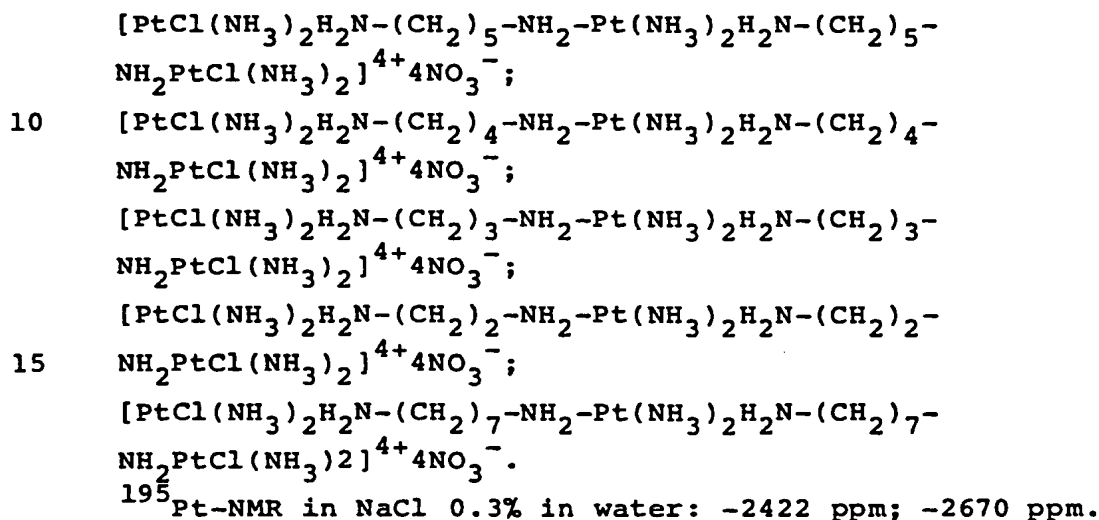 [PtCl(NH3)2H2N-(CH2)5-NH2-Pt(NH3)2H2N-(CH2)5-
NH2PtCl(NH3)2]4+4NO3-;
10 [PtCl(NH3)2H2N-(CH2)4-NH2-Pt(NH3)2H2N-(CH2)4-
NH2PtCl(NH3)2]4+4NO3-;
[PtCl(NH3)2H2N-(CH2)3-NH2-Pt(NH3)2H2N-(CH2)3-
NH2PtCl(NH3)2]4+4NO3-;
[PtCl(NH3)2H2N-(CH2)2-NH2-Pt(NH3)2H2N-(CH2)2-
15 NH2PtCl(NH3)2]4+4NO3-;
[PtCl(NH3)2H2N-(CH2)7-NH2-Pt(NH3)2H2N-(CH2)7-
NH2PtCl(NH3)2]4+4NO3-.
195Pt-NMR in NaCl 0.3% in water: -2422 ppm; -2670 ppm.